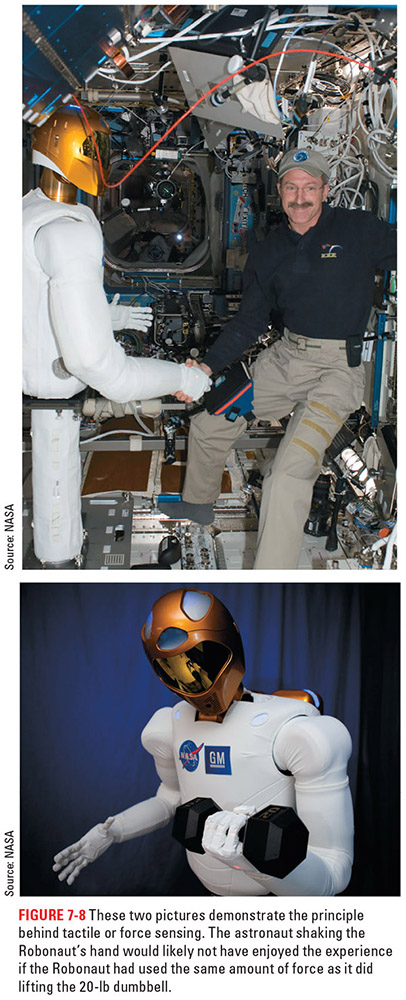 Source: NASA
NASA
GM
20
Source: NASA
FIGURE 7-8 These two pictures demonstrate the principle
behind tactile or force sensing. The astronaut shaking the
Robonaut's hand would likely not have enjoyed the experience
if the Robonaut had used the same amount of force as it did
lifting the 20-lb dumbbell.